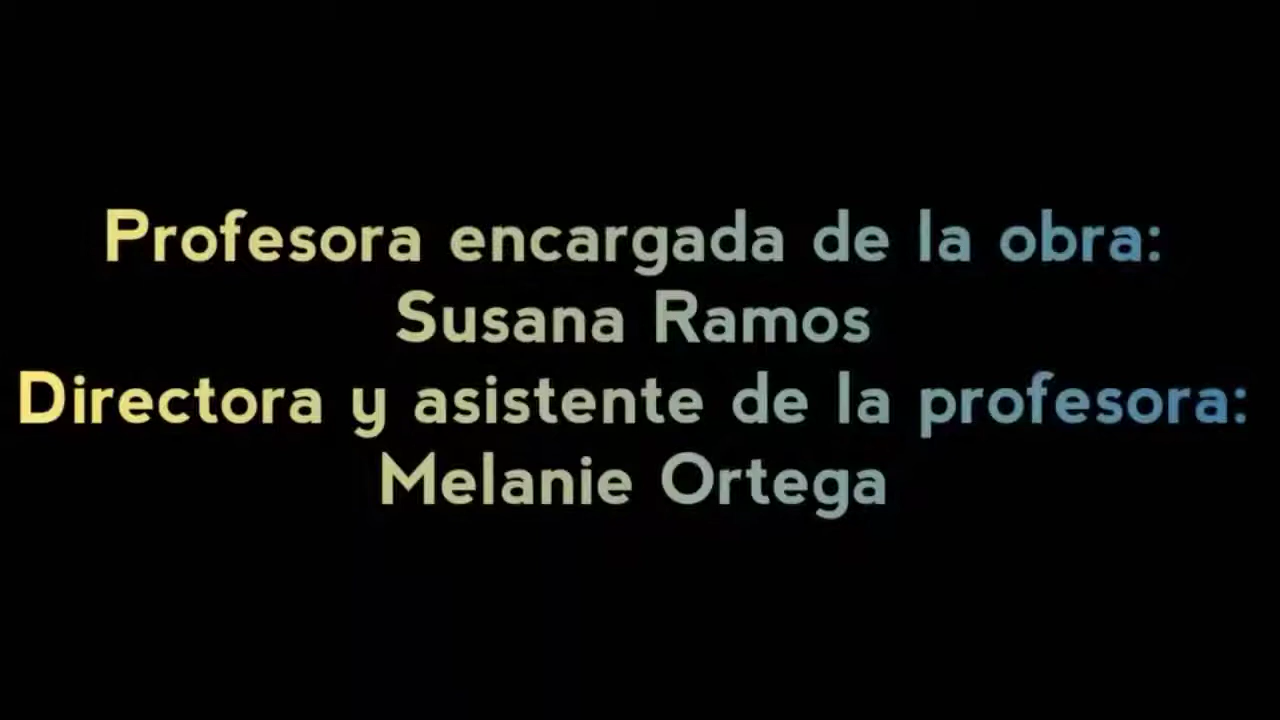 Profesora encargada de la obra:
Susana Ramos
Directora y asistente de la profesora:
Melanie Ortega